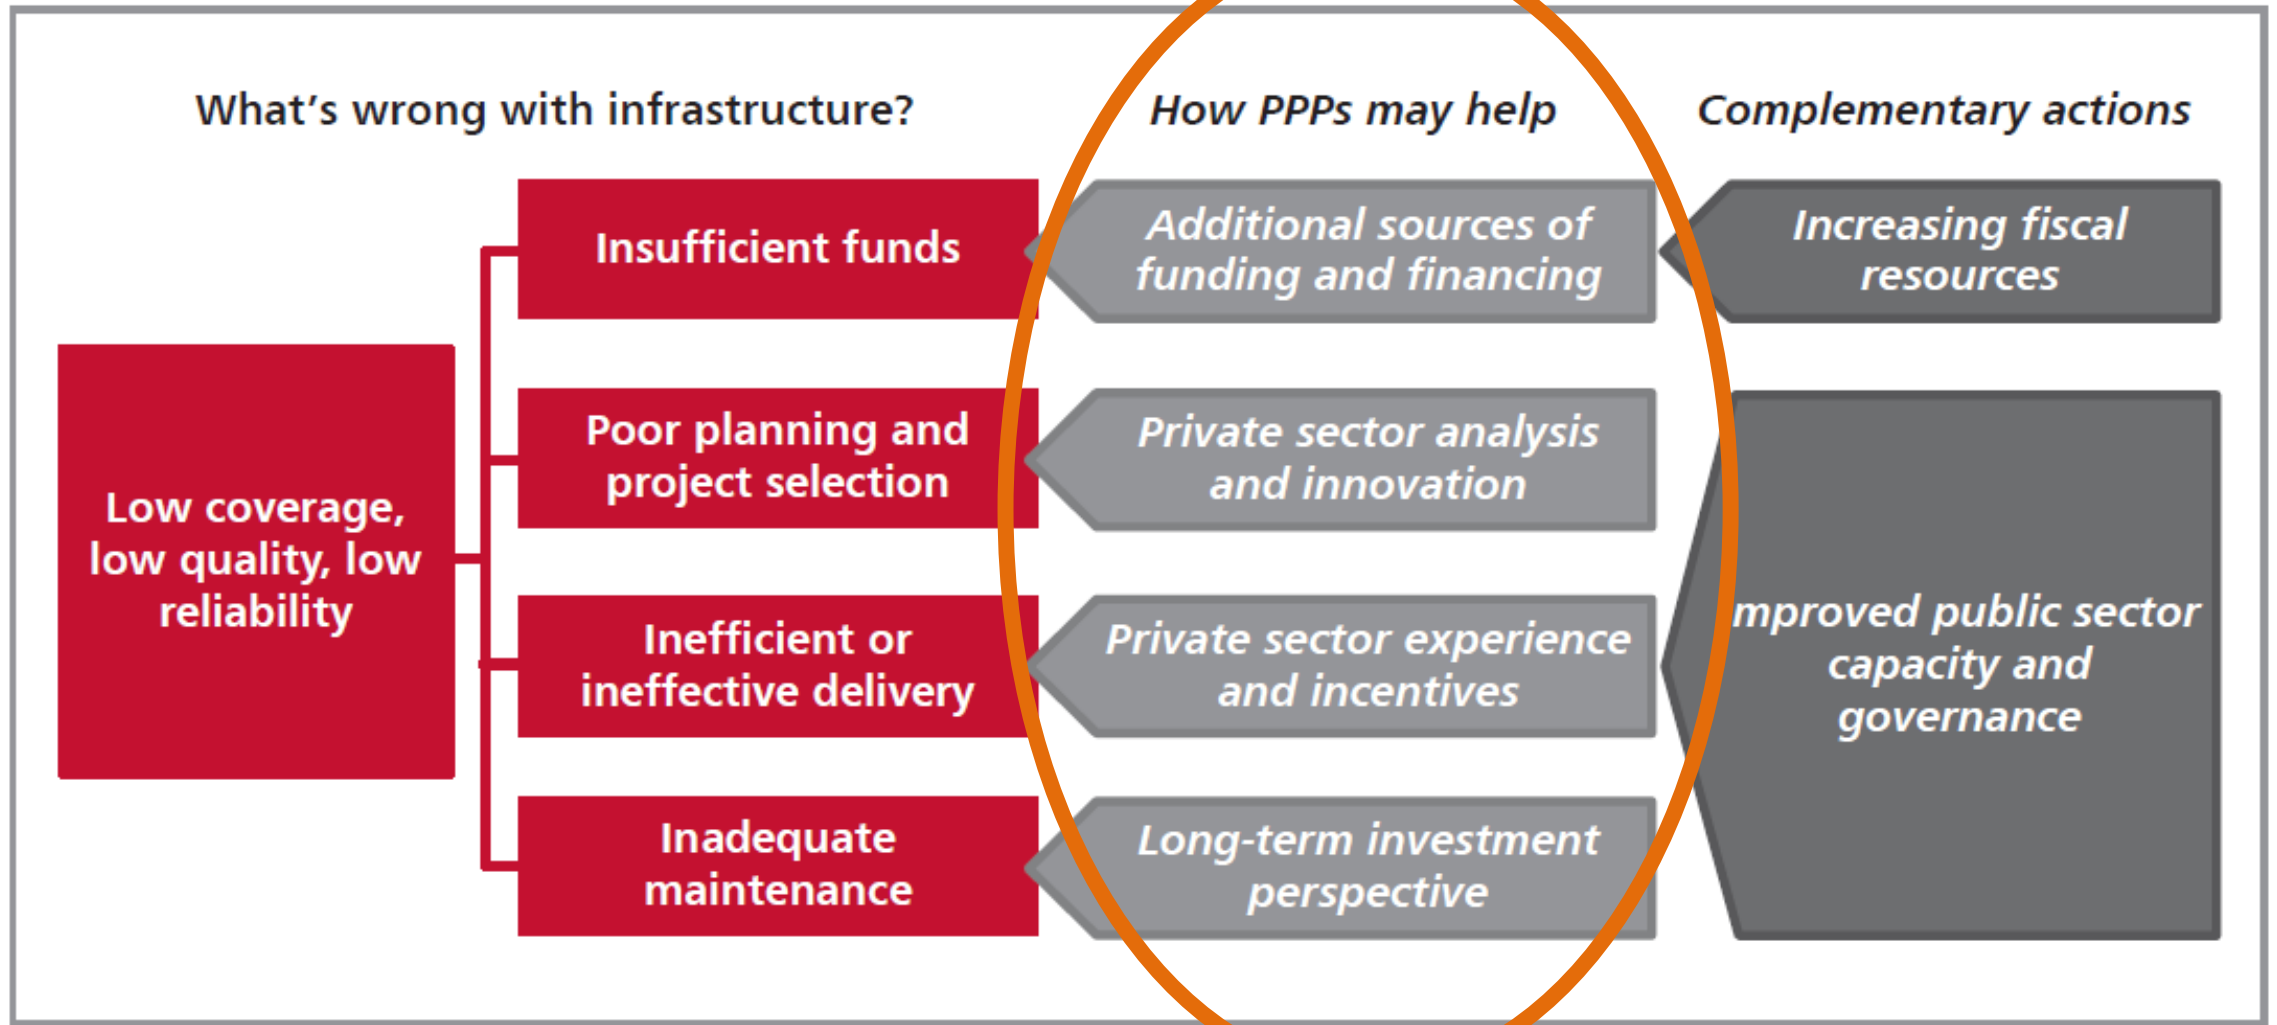 What's wrong with infrastructure?
How PPPs may help
Complementary actions
Low coverage,
low quality, low
reliability
Insufficient funds
Additional sources of
funding and financing
Increasing fiscal
resources
Poor planning and
project selection
Private sector analysis
and innovation
Inefficient or
ineffective delivery
Private sector experience
and incentives
Inadequate
maintenance
Long-term investment
perspective
mproved public sector
capacity and
governance